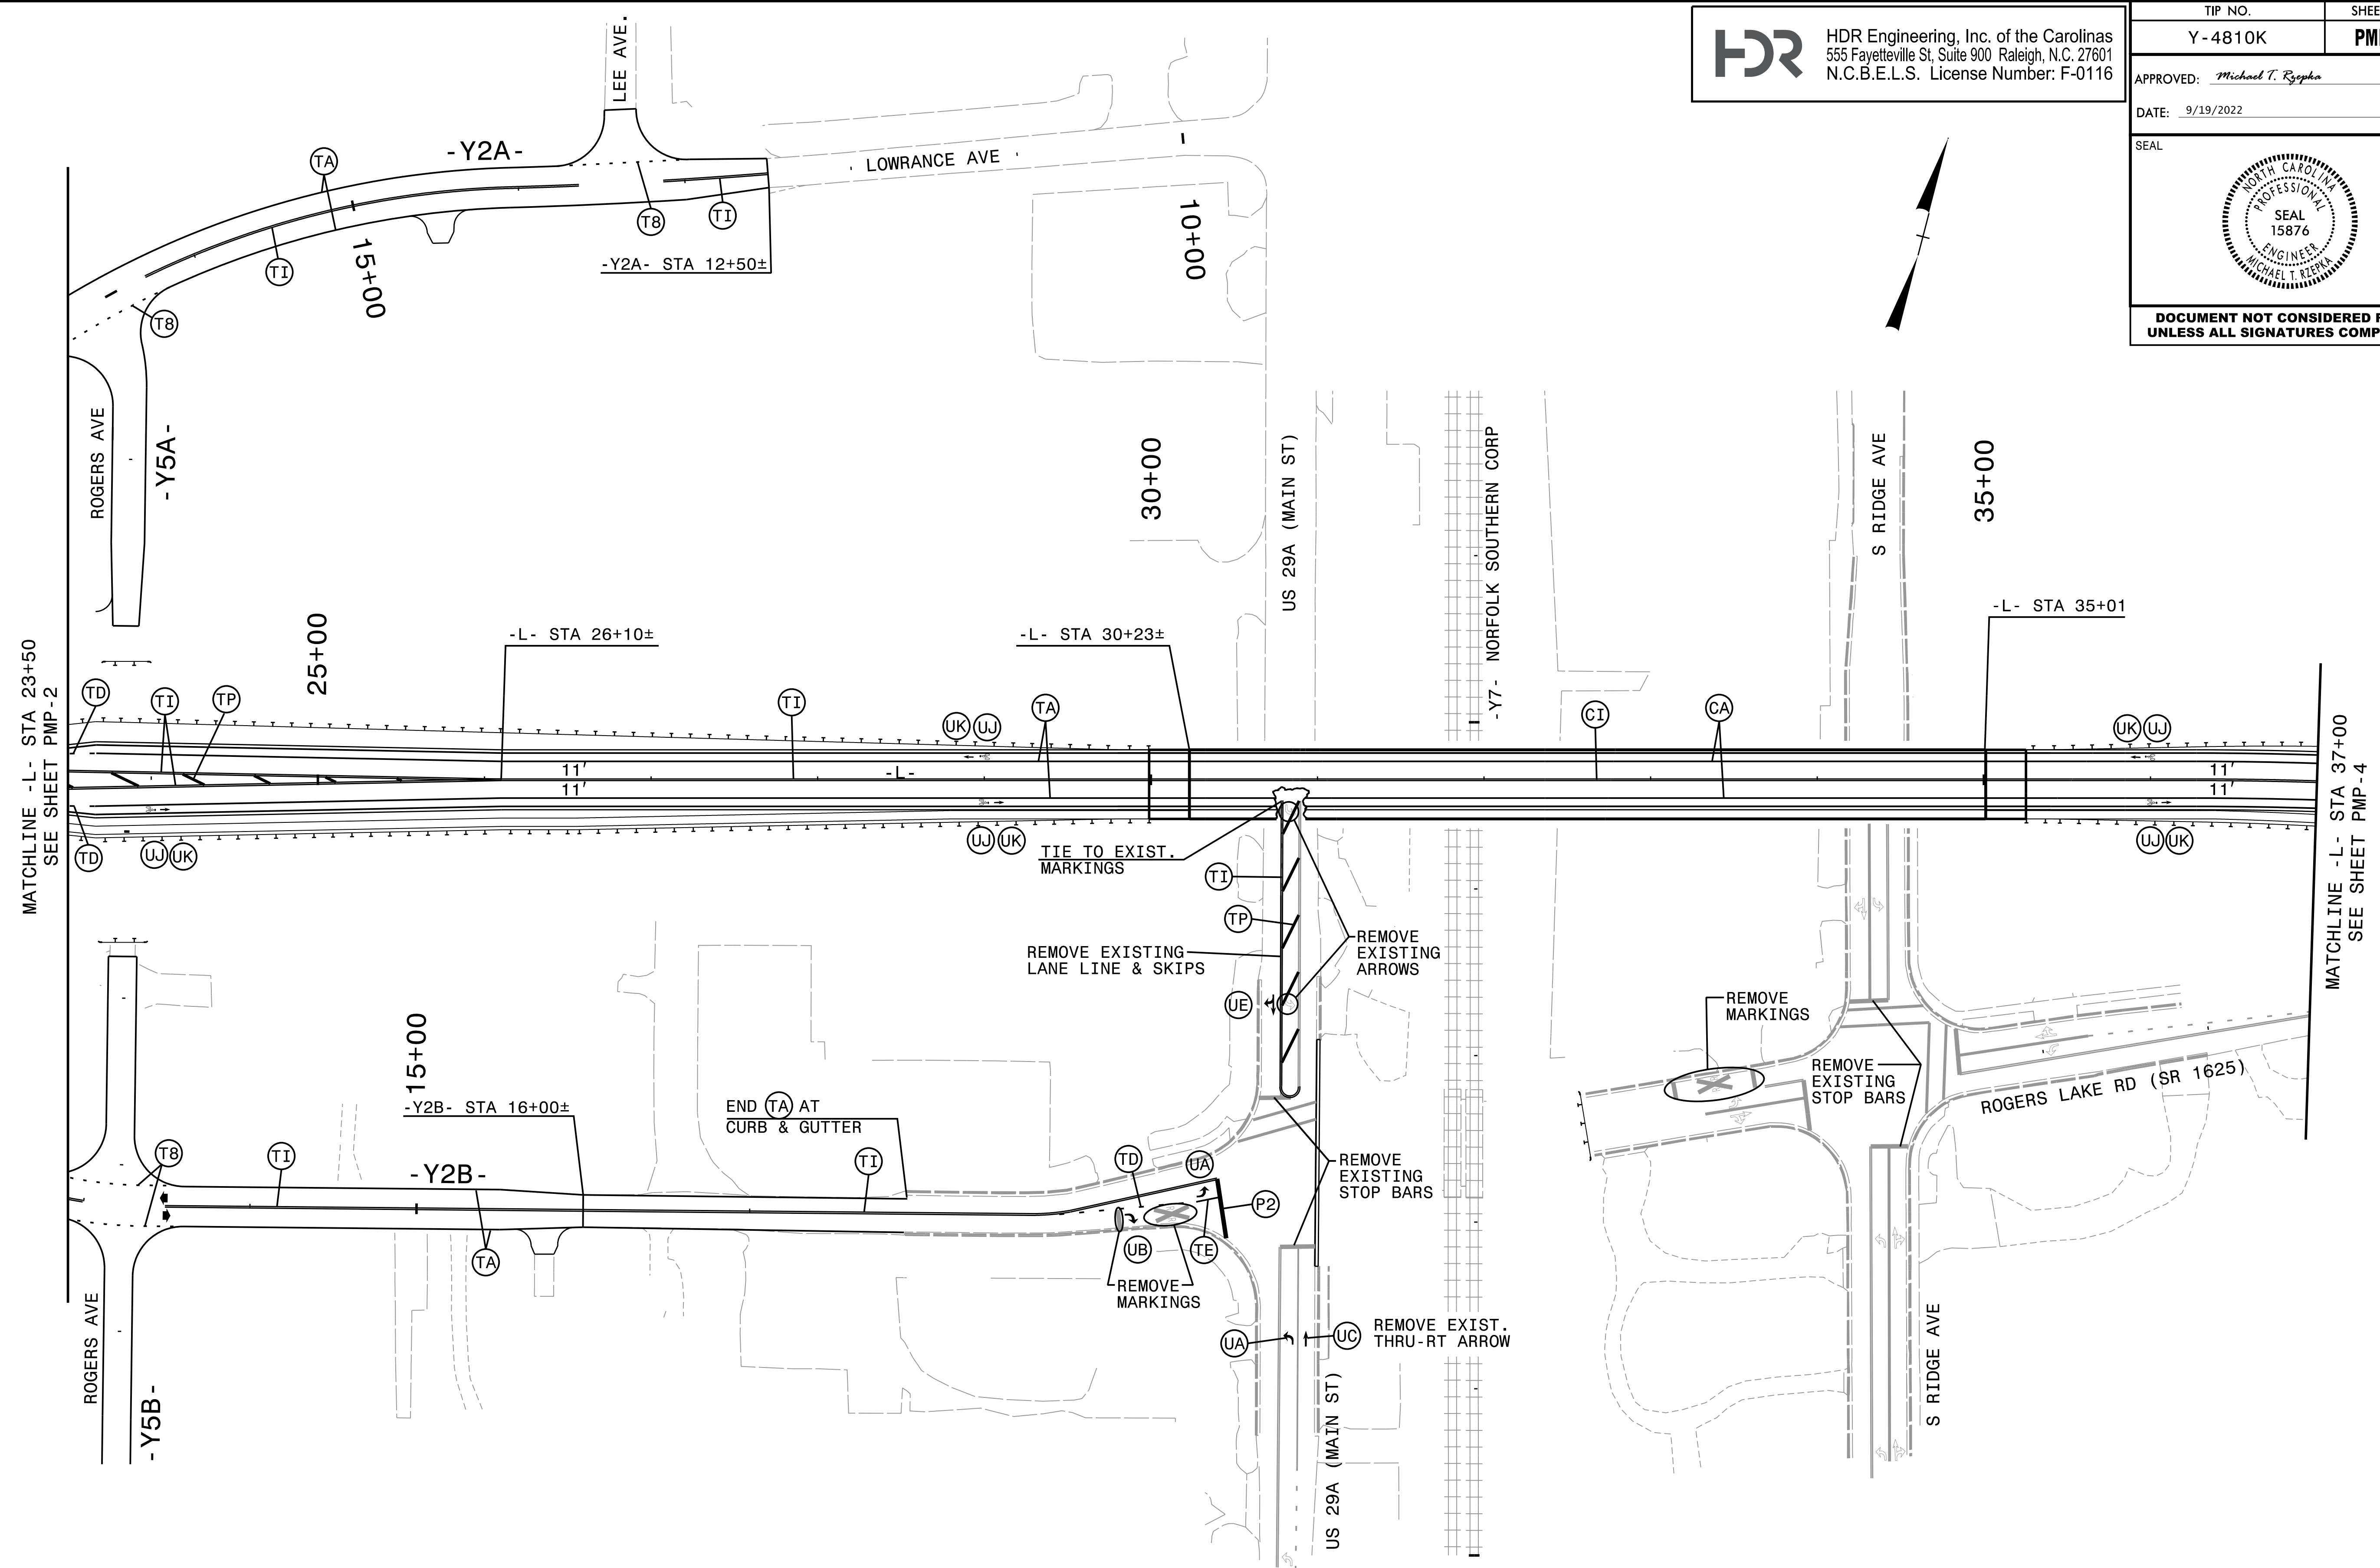 HDR
HDR Engineering, Inc. of the Carolinas
555 Fayetteville St, Suite 900 Raleigh, N.C. 27601
N.C.B.E.L.S. License Number: F-0116
TIP NO.
Y-4810K
APPROVED: Michael T. Rzepka
DATE: 9/19/2022
SEAL
NORTH CAROLINA
PROFESSIONAL
SEAL
15876
ENGINEER
MICHAEL T. RZEPKA
DOCUMENT NOT CONSIDERED
UNLESS ALL SIGNATURES
LEE AVE.
-Y2A-
TA
LOWRANCE AVE
10+00
T8
TI
TI
15+00
-Y2A- STA 12+50±
T8
ROGERS AVE
-Y5A-
30+00
US 29A (MAIN ST)
-Y7- NORFOLK SOUTHERN CORP
S RIDGE AVE
35+00
MATCHLINE -L- STA 23+50
SEE SHEET PMP-2
25+00
-L- STA 26+10±
-L- STA 30+23±
-L- STA 35+01
TD
TI
TP
TI
UK
UJ
TA
CI
CA
UK
UJ
11'
11'
-L-
11'
11'
TD
UJ
UK
UJ
UK
UJ
UK
MATCHLINE -L- STA 37+00
SEE SHEET PMP-4
TIE TO EXIST.
MARKINGS
TI
TP
REMOVE EXISTING
LANE LINE & SKIPS
REMOVE
EXISTING
ARROWS
UE
REMOVE
MARKINGS
REMOVE
EXISTING
STOP BARS
ROGERS LAKE RD (SR 1625)
15+00
-Y2B- STA 16+00±
END TA AT
CURB & GUTTER
T8
TI
-Y2B-
TI
TD
UA
REMOVE
EXISTING
STOP BARS
P2
TA
UB
TE
REMOVE
MARKINGS
ROGERS AVE
-Y5B-
UA
UC
REMOVE EXIST.
THRU-RT ARROW
US 29A (MAIN ST)
S RIDGE AVE